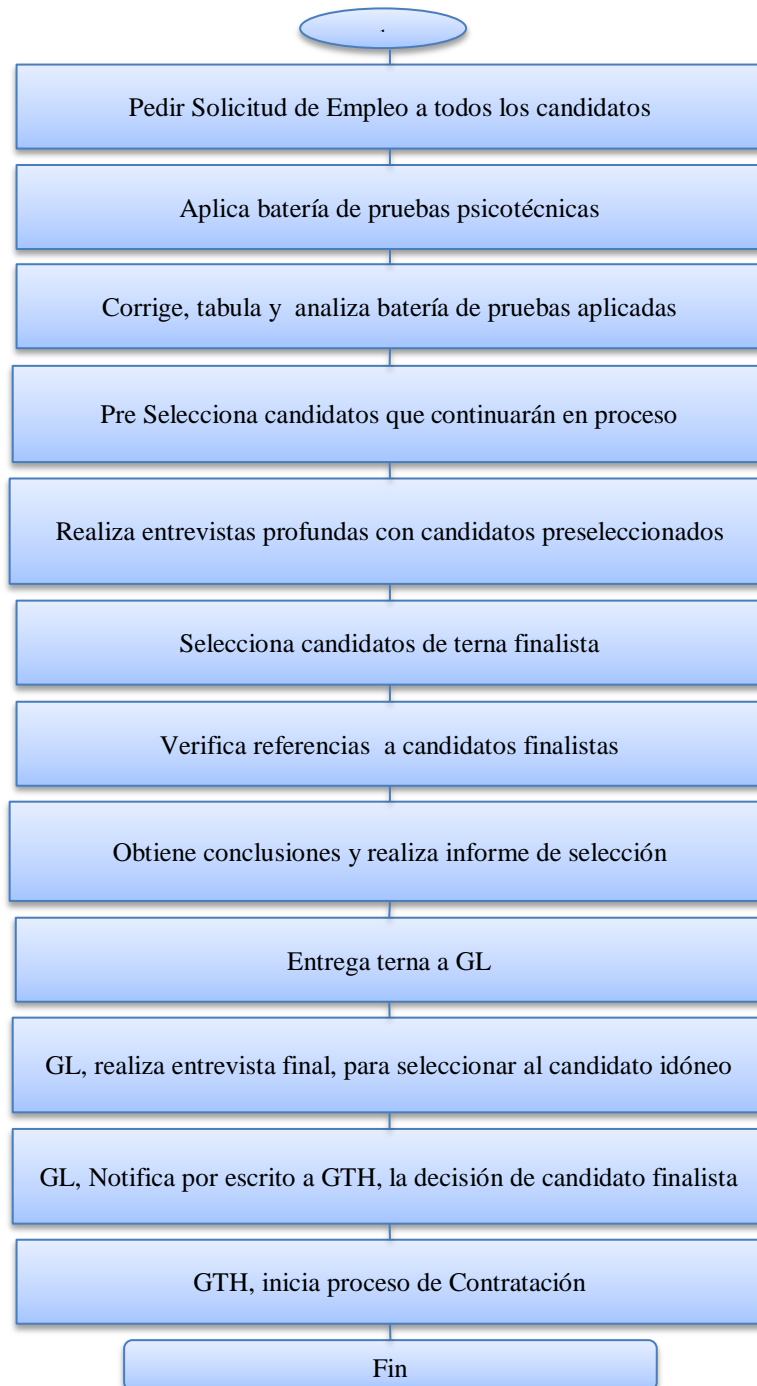 .
Pedir Solicitud de Empleo a todos los candidatos
Aplica batería de pruebas psicotécnicas
Corrige, tabula y  analiza batería de pruebas aplicadas
Pre Selecciona candidatos que continuarán en proceso
Realiza entrevistas profundas con candidatos preseleccionados
Selecciona candidatos de terna finalista
Verifica referencias  a candidatos finalistas
Obtiene conclusiones y realiza informe de selección
Entrega terna a GL
GL, realiza entrevista final, para seleccionar al candidato idóneo
GL, Notifica por escrito a GTH, la decisión de candidato finalista
GTH, inicia proceso de Contratación
Fin